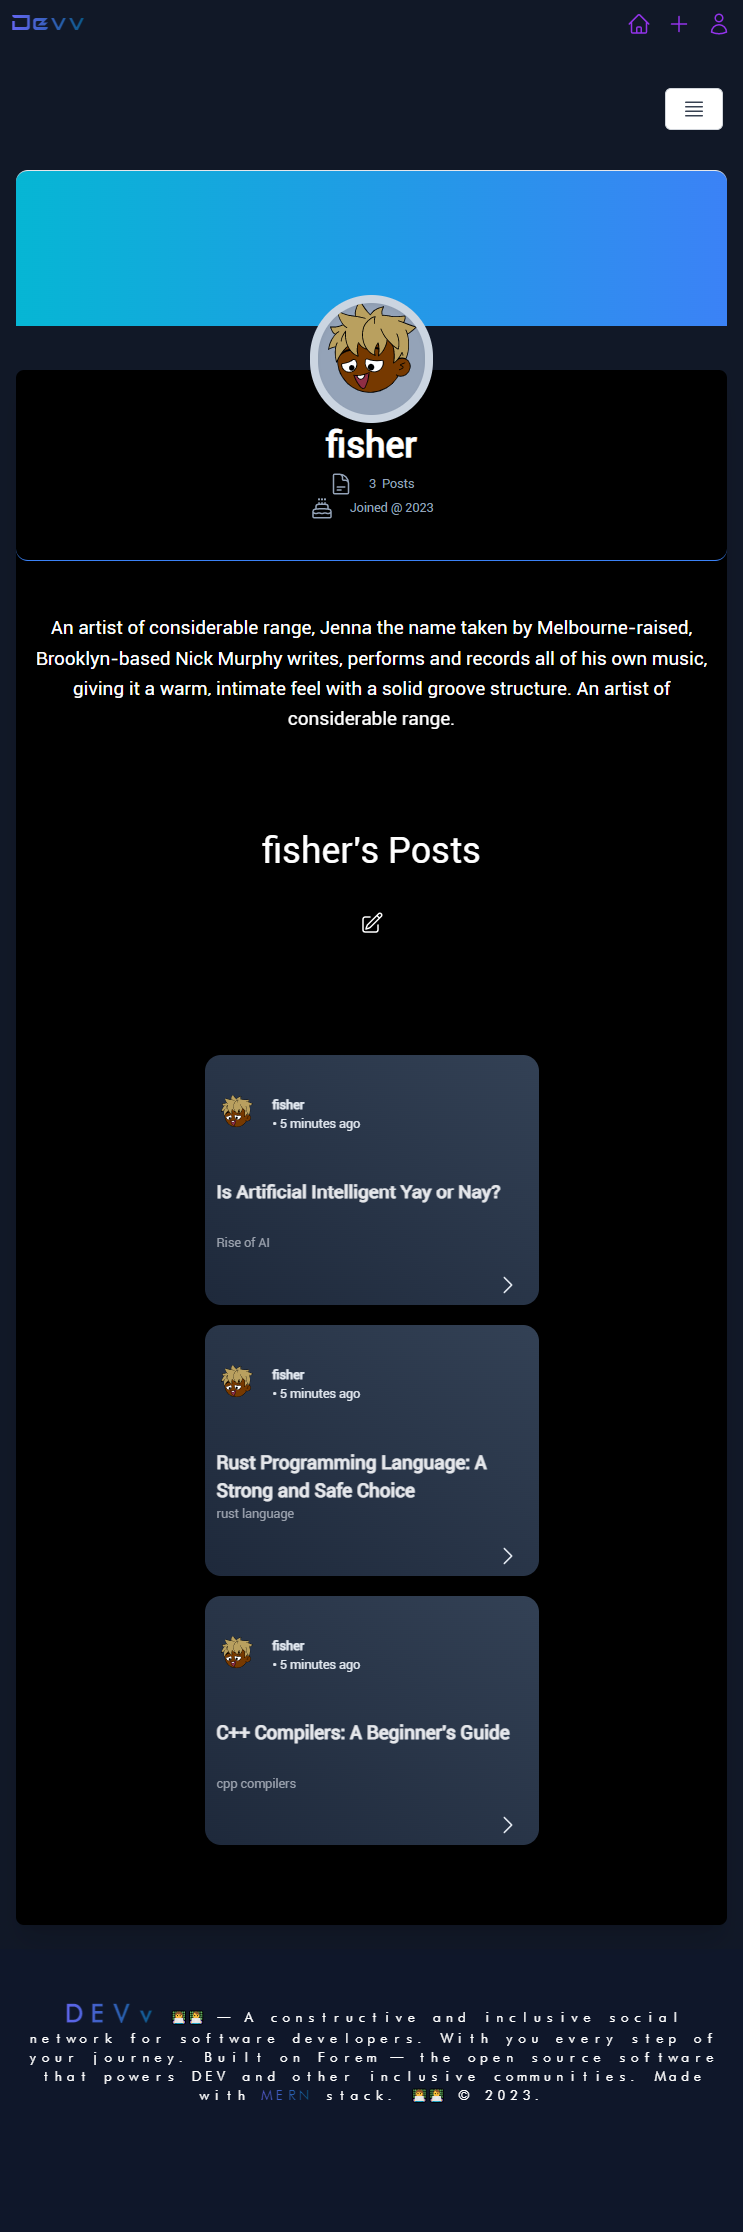 Devv
fisher
3 Posts
Joined @ 2023
An artist of considerable range, Jenna the name taken by Melbourne-raised,
Brooklyn-based Nick Murphy writes, performs and records all of his own music,
giving it a warm, intimate feel with a solid groove structure. An artist of
considerable range.
fisher's Posts
fisher
• 5 minutes ago
Is Artificial Intelligent Yay or Nay?
Rise of AI
fisher
• 5 minutes ago
Rust Programming Language: A
Strong and Safe Choice
rust language
fisher
• 5 minutes ago
C++ Compilers: A Beginner's Guide
cpp compilers
DEVv 👨‍💻👨‍💻 — A constructive and inclusive social
network for software developers. With you every step of
your journey. Built on Forem — the open source software
that powers DEV and other inclusive communities. Made
with MERN stack. 👨‍💻👨‍💻 © 2023.